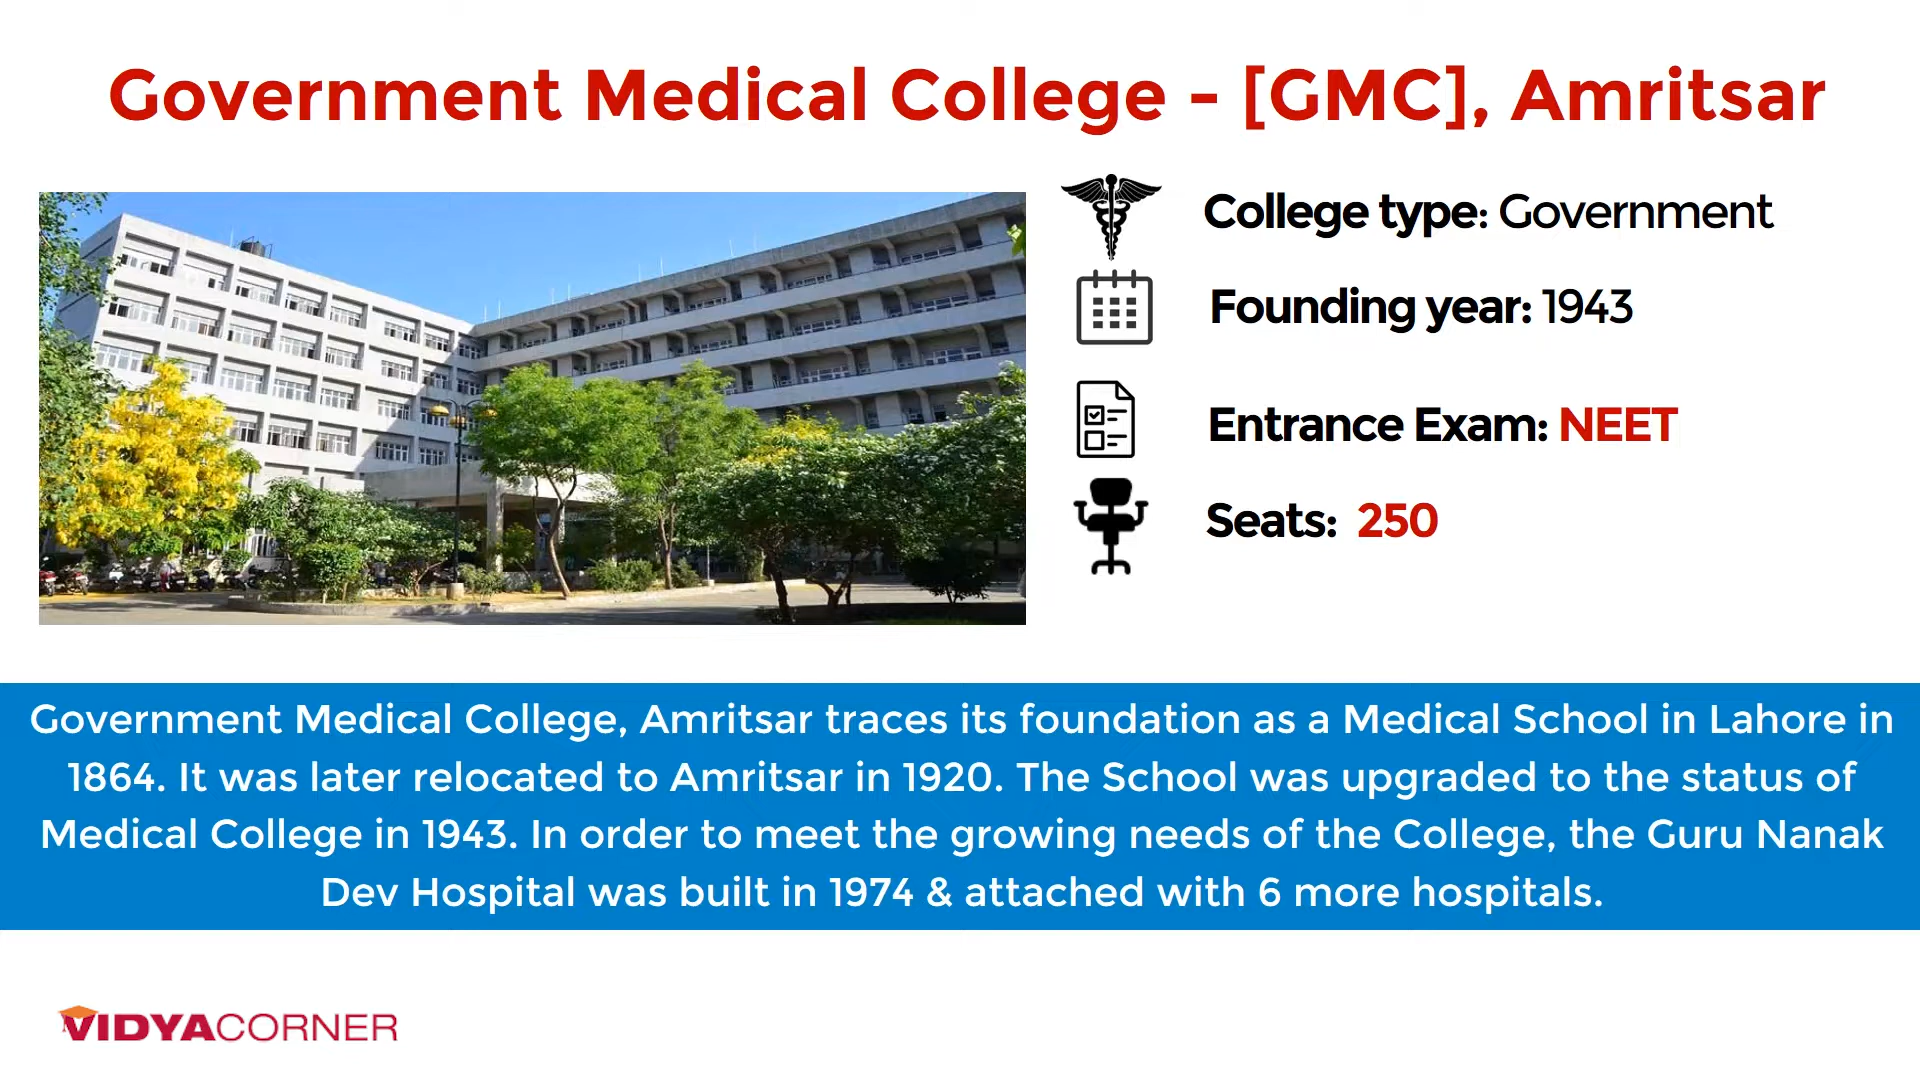 Government Medical College - [GMC], Amritsar
College type: Government
Founding year: 1943
Entrance Exam: NEET
Seats: 250
Government Medical College, Amritsar traces its foundation as a Medical School in Lahore in
1864. It was later relocated to Amritsar in 1920. The School was upgraded to the status of
Medical College in 1943. In order to meet the growing needs of the College, the Guru Nanak
Dev Hospital was built in 1974 & attached with 6 more hospitals.
VIDYACORNER